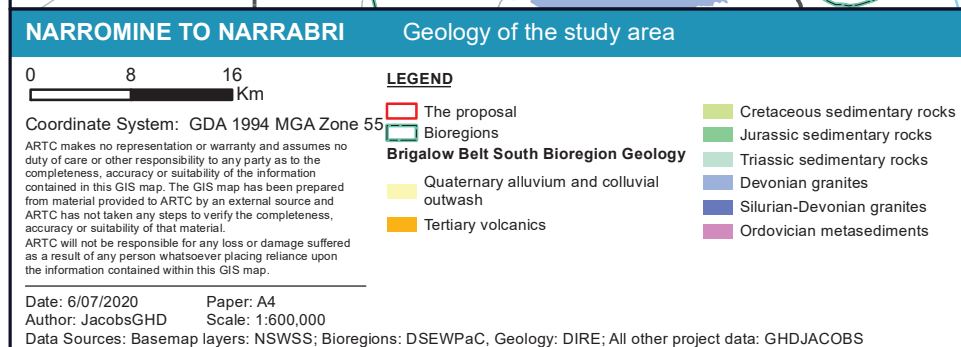 NARROMINE TO NARRABRI Geology of the study area
0 8 16
Km
Coordinate System: GDA 1994 MGA Zone 55
ARTC makes no representation or warranty and assumes no
duty of care or other responsibility to any party as to the
completeness, accuracy or suitability of the information
contained in this GIS map. The GIS map has been prepared
from material provided to ARTC by an external source and
ARTC has not taken any steps to verify the completeness,
accuracy or suitability of that material.
ARTC will not be responsible for any loss or damage suffered
as a result of any person whatsoever placing reliance upon
the information contained within this GIS map.
Date: 6/07/2020 Paper: A4
Author: JacobsGHD Scale: 1:600,000
LEGEND
The proposal
Bioregions
Brigalow Belt South Bioregion Geology
Quaternary alluvium and colluvial
outwash
Tertiary volcanics
Cretaceous sedimentary rocks
Jurassic sedimentary rocks
Triassic sedimentary rocks
Devonian granites
Silurian-Devonian granites
Ordovician metasediments
Data Sources: Basemap layers: NSWSS; Bioregions: DSEWPaC, Geology: DIRE; All other project data: GHDJACOBS